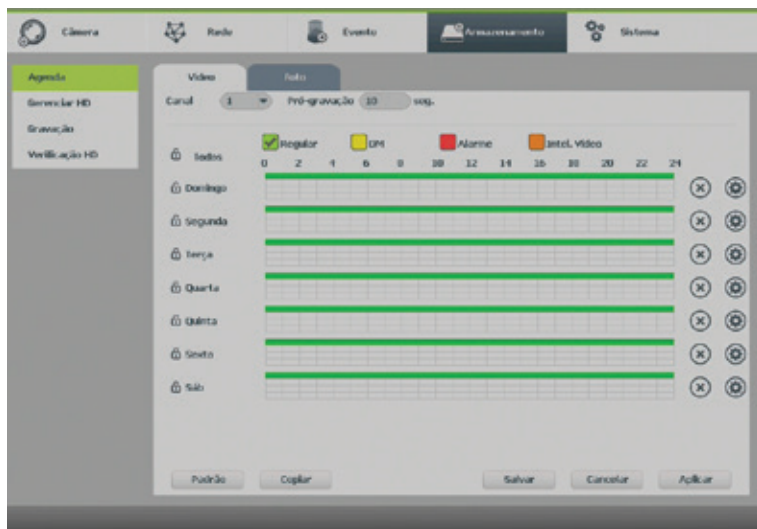 Câmera Rede Evento Armazenamento Sistema
Agenda
Gerenciar HD
Gravação
Verificação HD
Vídeo Foto
Canal 1 Pré-gravação 10 seg.
Todos Regular DM Alarme Intel. Vídeo
0 2 4 6 8 10 12 14 16 18 20 22 24
Domingo
Segunda
Terça
Quarta
Quinta
Sexta
Sáb
Padrão Copiar Salvar Cancelar Aplicar